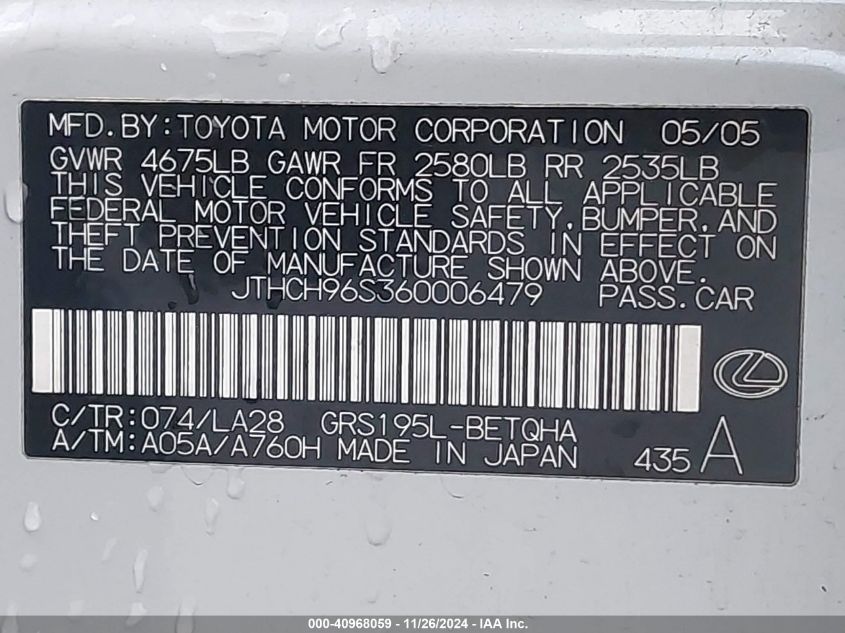 MFD.BY:TOYOTA MOTOR CORPORATION 05/05
GVWR 4675LB GAWR FR 2580LB RR 2535LB
THIS VEHICLE CONFORMS TO ALL APPLICABLE
FEDERAL MOTOR VEHICLE SAFETY,BUMPER,AND
THEFT PREVENTION STANDARDS IN EFFECT ON
THE DATE OF MANUFACTURE SHOWN ABOVE.
JTHCH96S360006479 PASS.CAR
C/TR:074/LA28 GRS195L-BETQHA
A/TM:A05A/A760H MADE IN JAPAN 435 A
000-40968059 - 11/26/2024 - IAA Inc.